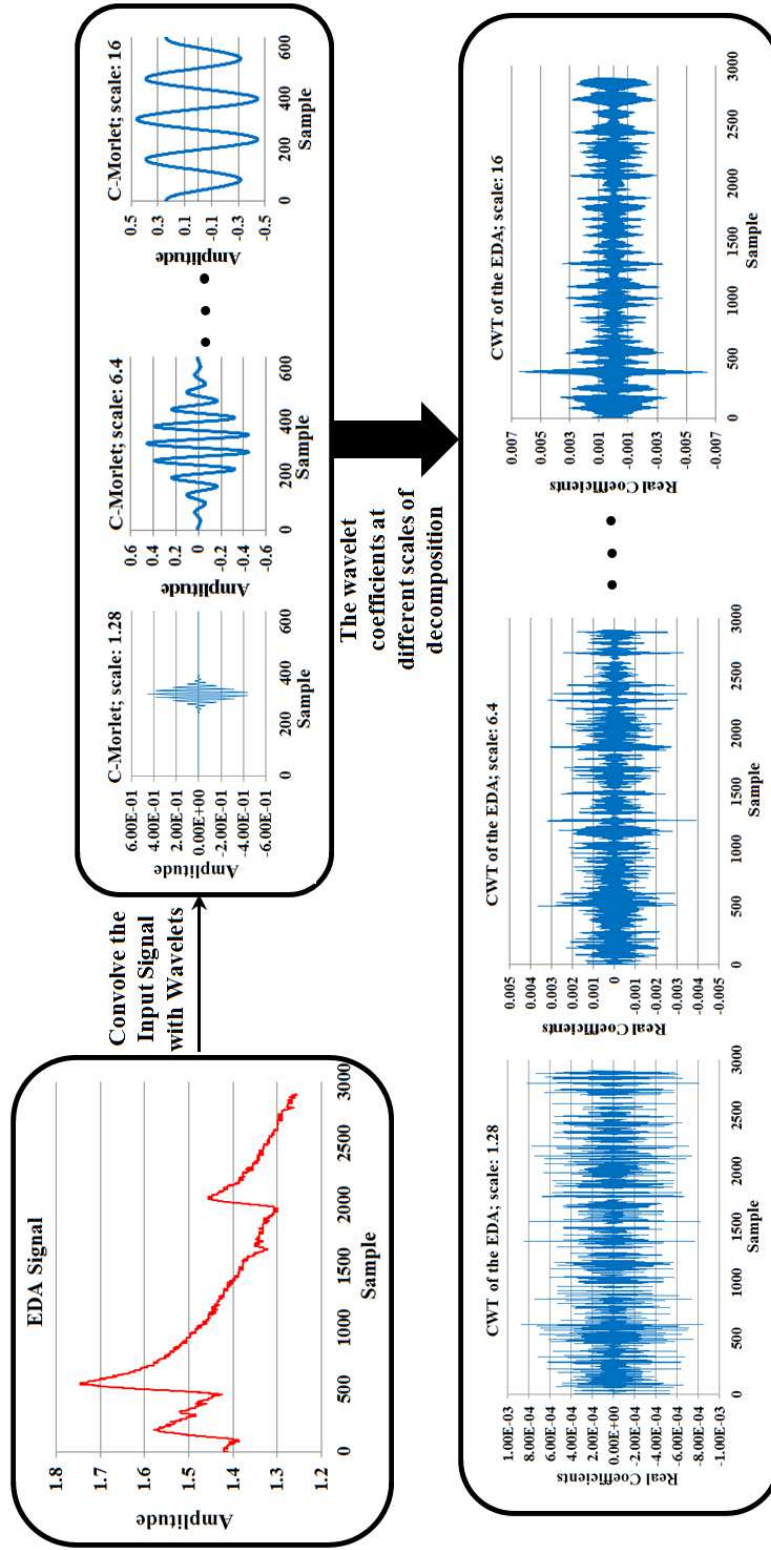 EDA Signal
Amplitude
1.8
1.7
1.6
1.5
1.4
1.3
1.2
0
500
1000
1500
2000
2500
3000
Sample
Convolve the
Input Signal
with Wavelets
C-Morlet; scale: 1.28
Amplitude
6.00E-01
4.00E-01
2.00E-01
0.00E+00
-2.00E-01
-4.00E-01
-6.00E-01
0
200
400
600
Sample
C-Morlet; scale: 6.4
Amplitude
0.6
0.4
0.2
0
-0.2
-0.4
-0.6
0
200
400
600
Sample
C-Morlet; scale: 16
Amplitude
0.5
0.3
0.1
-0.1
-0.3
-0.5
0
200
400
600
Sample
The wavelet
coefficients at
different scales of
decomposition
CWT of the EDA; scale: 1.28
Real Coefficients
1.00E-03
8.00E-04
6.00E-04
4.00E-04
2.00E-04
0.00E+00
-2.00E-04
-4.00E-04
-6.00E-04
-8.00E-04
-1.00E-03
0
500
1000
1500
2000
2500
3000
Sample
CWT of the EDA; scale: 6.4
Real Coefficients
0.005
0.004
0.003
0.002
0.001
0
-0.001
-0.002
-0.003
-0.004
-0.005
0
500
1000
1500
2000
2500
3000
Sample
CWT of the EDA; scale: 16
Real Coefficients
0.007
0.005
0.003
0.001
-0.001
-0.003
-0.005
-0.007
0
500
1000
1500
2000
2500
3000
Sample